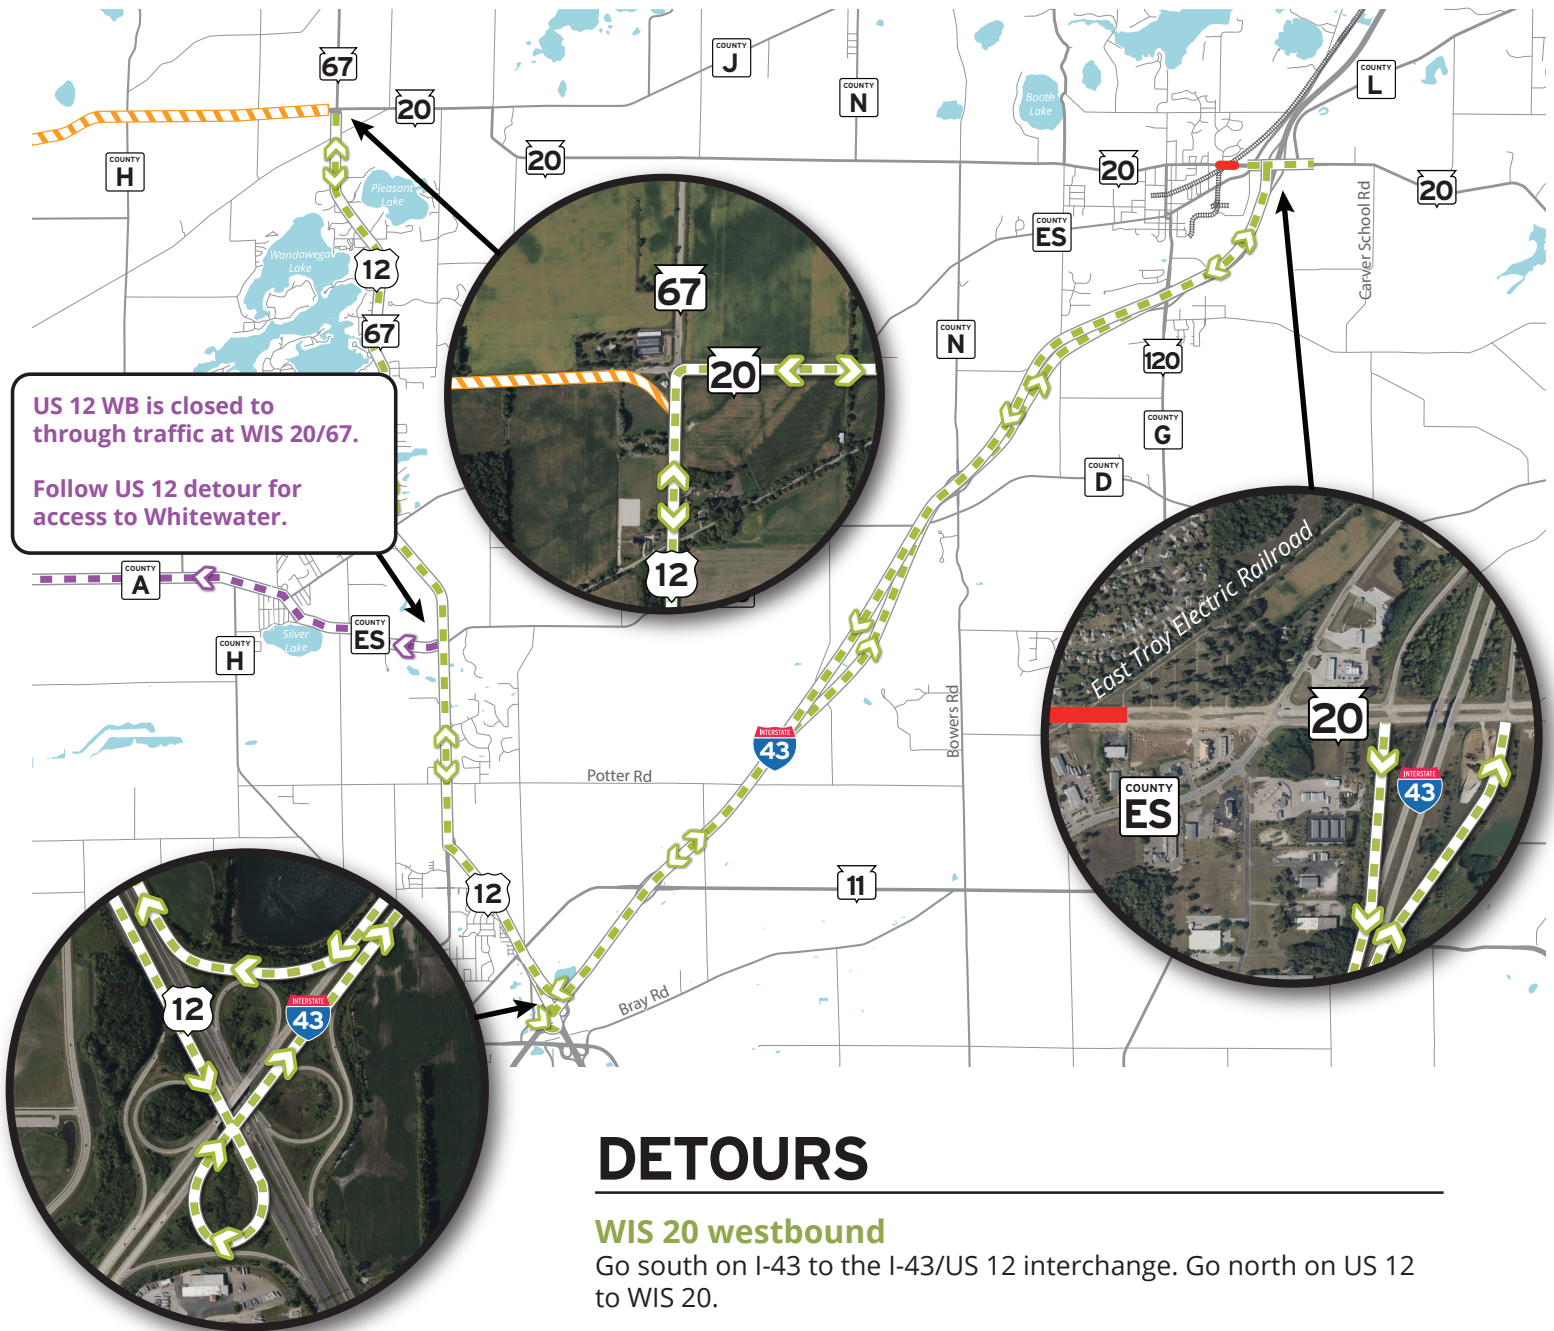 67
COUNTY
J
COUNTY
N
COUNTY
L
20
Booth
Lake
COUNTY
H
20
20
20
Pleasant
Lake
COUNTY
ES
Carver School Rd
Wandawega
Lake
12
67
67
COUNTY
N
120
20
US 12 WB is closed to
through traffic at WIS 20/67.
Follow US 12 detour for
access to Whitewater.
COUNTY
G
COUNTY
D
12
East Troy Electric Railroad
COUNTY
A
COUNTY
ES
Silver
Lake
COUNTY
H
Bowers Rd
INTERSTATE
43
20
Potter Rd
INTERSTATE
43
COUNTY
ES
11
12
12
INTERSTATE
43
Bray Rd
DETOURS
WIS 20 westbound
Go south on I-43 to the I-43/US 12 interchange. Go north on US 12
to WIS 20.